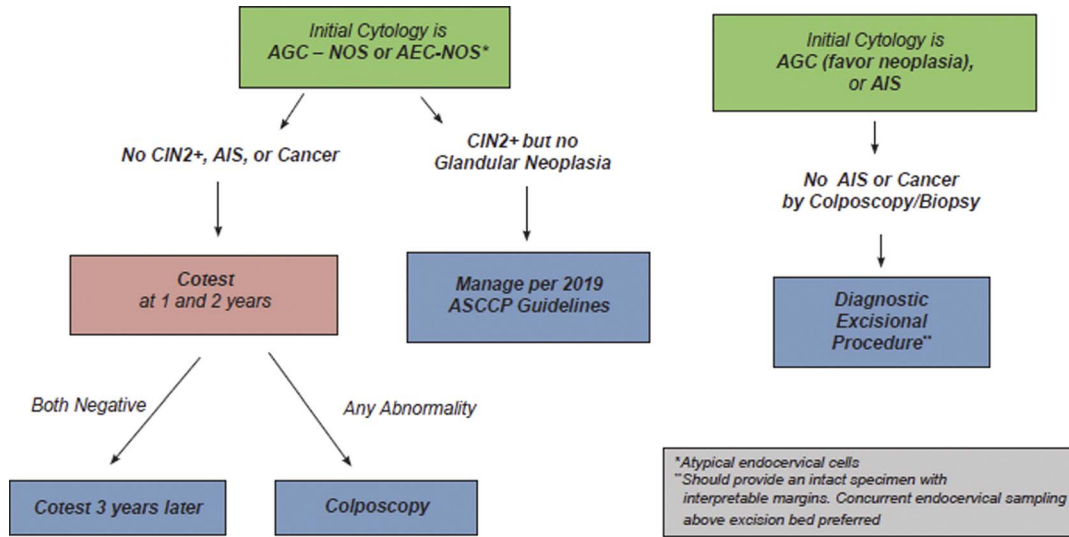 Initial Cytology is
AGC – NOS or AEC-NOS*
No CIN2+, AIS, or Cancer
CIN2+ but no
Glandular Neoplasia
Cotest
at 1 and 2 years
Manage per 2019
ASCCP Guidelines
Both Negative
Any Abnormality
Cotest 3 years later
Colposcopy
Initial Cytology is
AGC (favor neoplasia),
or AIS
No AIS or Cancer
by Colposcopy/Biopsy
Diagnostic
Excisional
Procedure**
*Atypical endocervical cells
**Should provide an intact specimen with
interpretable margins. Concurrent endocervical sampling
above excision bed preferred